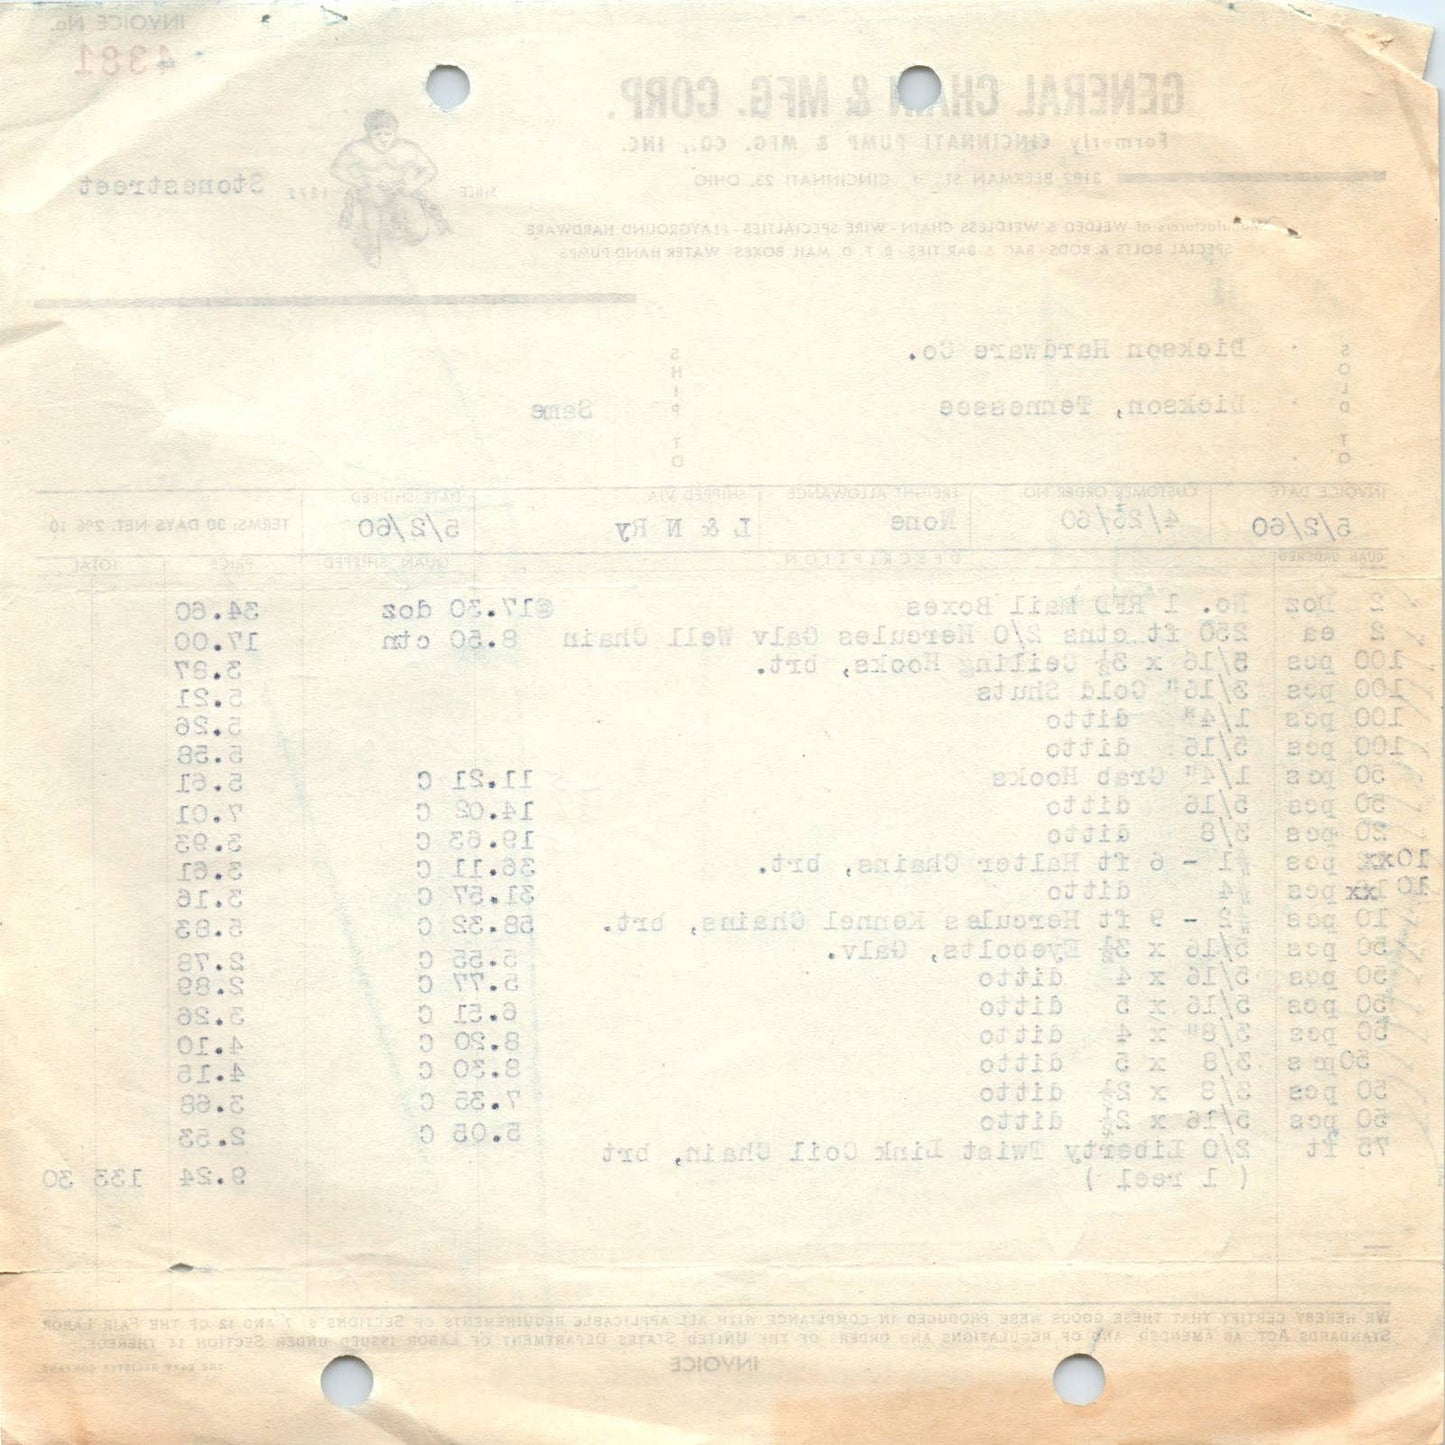 INVOICE No.
4381
GENERAL CHAIN & MFG. CORP.
Formerly CINCINNATI PUMP & MFG. CO., INC.
3182 BEEKMAN ST. • CINCINNATI 23, OHIO
SINCE 1872
Stonestreet
Manufacturers of WELDED & WELDLESS CHAIN - WIRE SPECIALTIES - PLAYGROUND HARDWARE
SPECIAL BOLTS & RODS - BAG & BAR TIES - R. F. D. MAIL BOXES - WATER HAND PUMPS
SOLD TO
Dickson Hardware Co.
Dickson, Tennessee
SHIP TO
Same
INVOICE DATE CUSTOMER ORDER NO. FREIGHT ALLOWANCE SHIPPED VIA DATE SHIPPED
5/2/60 4/25/60 None L & N Ry 5/2/60 TERMS: 30 DAYS NET. 2% 10
QUAN. ORDERED DESCRIPTION QUAN. SHIPPED PRICE TOTAL
2 Doz No. 1 RFD Mail Boxes @17.30 doz 34.60
2 ea 250 ft ctns 2/0 Hercules Galv Well Chain 8.50 ctn 17.00
100 pcs 5/16 x 3½ Ceiling Hooks, brt. 3.87
100 pcs 3/16" Cold Shuts 5.21
100 pcs 1/4" ditto 5.26
100 pcs 5/16 ditto 5.58
50 pcs 1/4" Grab Hooks 11.21 C 5.61
50 pcs 5/16 ditto 14.02 C 7.01
20 pcs 3/8 ditto 19.63 C 3.93
10xx pcs #1 - 6 ft Halter Chains, brt. 36.11 C 3.61
10 xx pcs #4 ditto 31.57 C 3.16
10 pcs #2 - 9 ft Hercules Kennel Chains, brt. 58.32 C 5.83
50 pcs 5/16 x 3½ Eyebolts, Galv. 5.55 C 2.78
50 pcs 5/16 x 4 ditto 5.77 C 2.89
50 pcs 5/16 x 5 ditto 6.51 C 3.26
50 pcs 3/8" x 4 ditto 8.20 C 4.10
50p s 3/8 x 5 ditto 8.30 C 4.15
50 pcs 3/8 x 2½ ditto 7.35 C 3.68
50 pcs 5/16 x 2½ ditto 5.05 C 2.53
75 ft 2/0 Liberty Twist Link Coil Chain, brt
( 1 reel ) 9.24 133 30
WE HEREBY CERTIFY THAT THESE GOODS WERE PRODUCED IN COMPLIANCE WITH ALL APPLICABLE REQUIREMENTS OF SECTIONS 6, 7 AND 12 OF THE FAIR LABOR
STANDARDS ACT, AS AMENDED, AND OF REGULATIONS AND ORDERS OF THE UNITED STATES DEPARTMENT OF LABOR ISSUED UNDER SECTION 14 THEREOF.
INVOICE